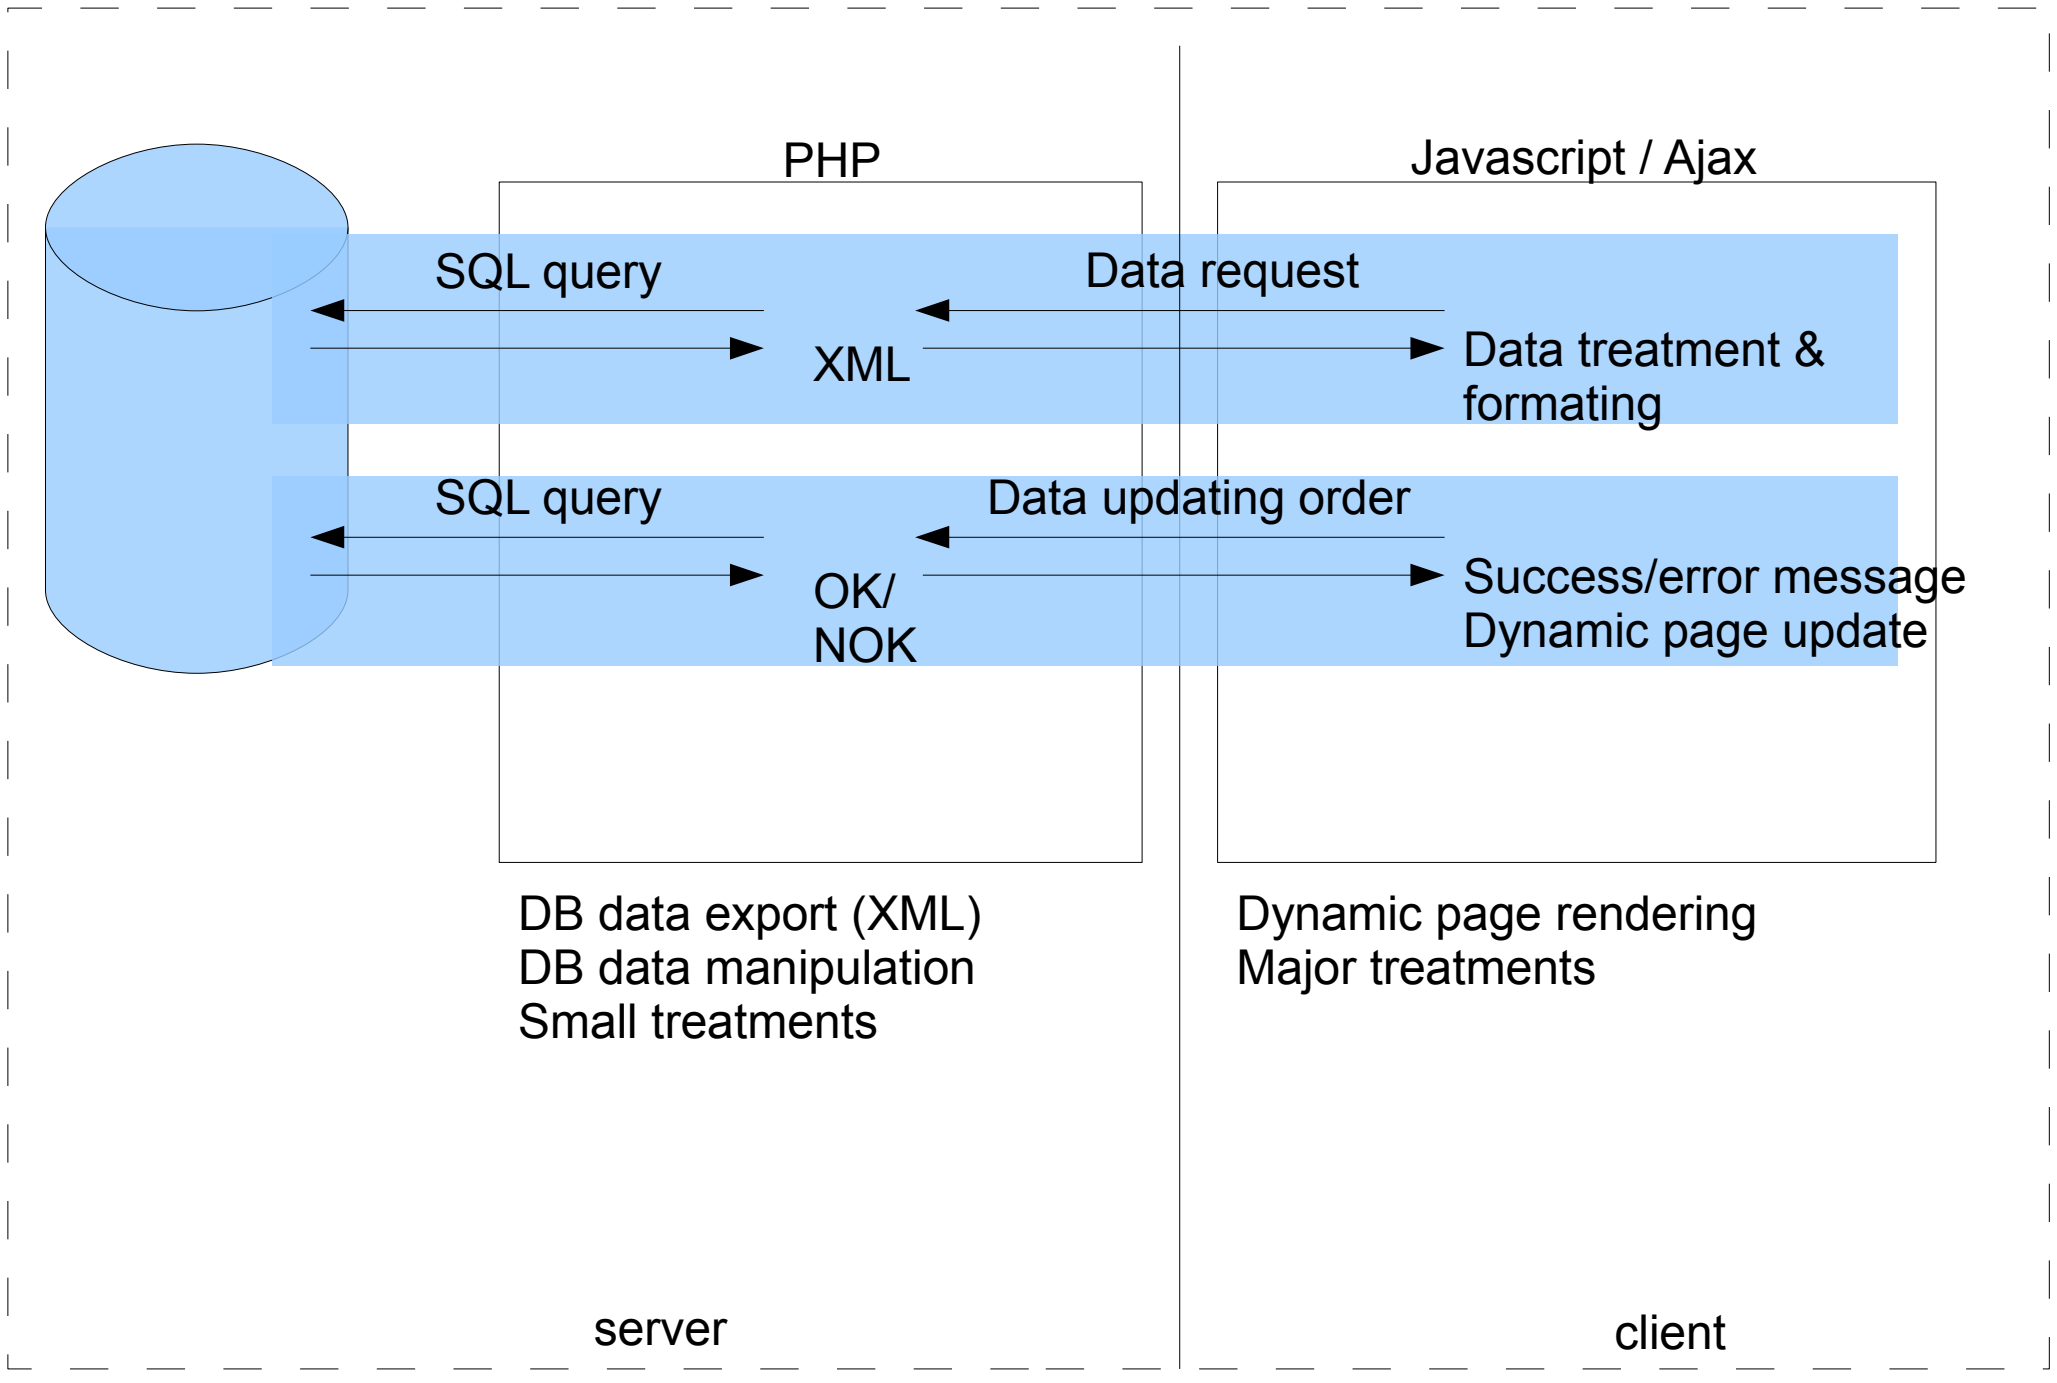 PHP
Javascript / Ajax
SQL query
Data request
XML
Data treatment &
formating
SQL query
Data updating order
OK/
NOK
Success/error message
Dynamic page update
DB data export (XML)
DB data manipulation
Small treatments
Dynamic page rendering
Major treatments
server
client